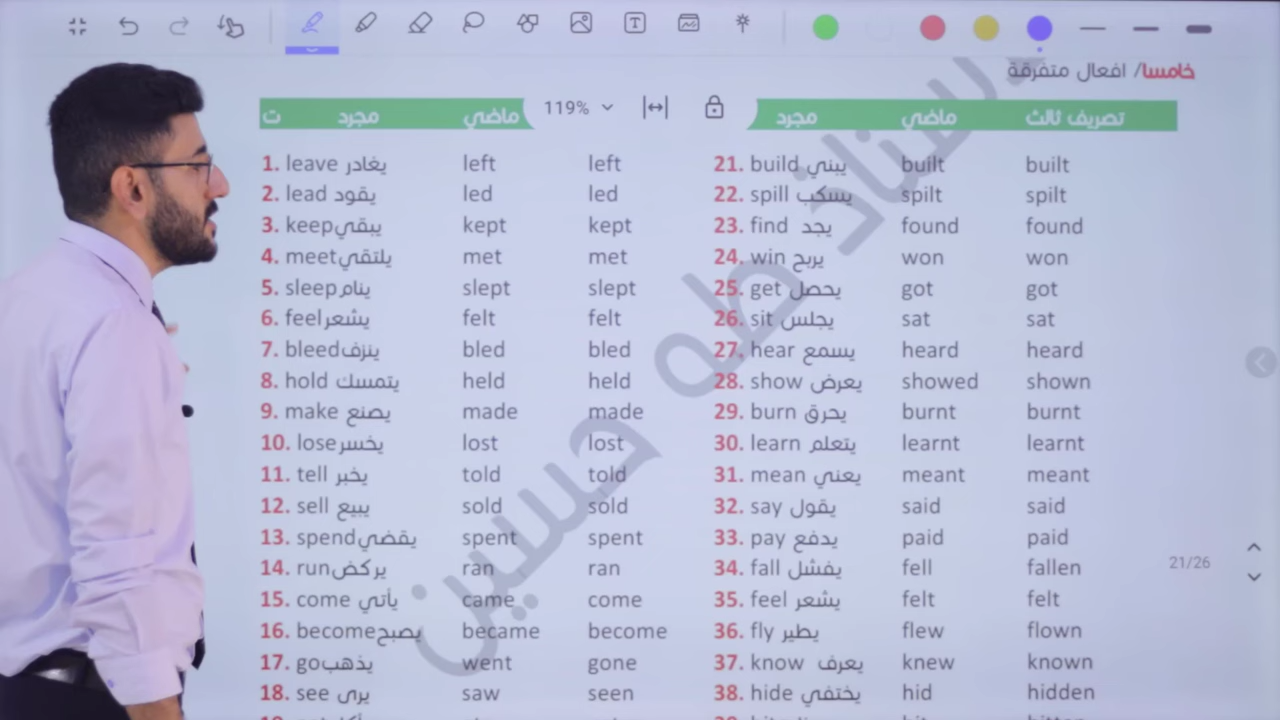 خامسا/ افعال متفرقة
ت مجرد ماضي 119% مجرد ماضي تصريف ثالث
1. leave يغادر left left
2. lead يقود led led
3. keep يبقي kept kept
4. meet يلتقي met met
5. sleep ينام slept slept
6. feel يشعر felt felt
7. bleed ينزف bled bled
8. hold يتمسك held held
9. make يصنع made made
10. lose يخسر lost lost
11. tell يخبر told told
12. sell يبيع sold sold
13. spend يقضي spent spent
14. run يركض ran ran
15. come يأتي came come
16. become يصبح became become
17. go يذهب went gone
18. see يرى saw seen
21. build يبني built built
22. spill يسكب spilt spilt
23. find يجد found found
24. win يربح won won
25. get يحصل got got
26. sit يجلس sat sat
27. hear يسمع heard heard
28. show يعرض showed shown
29. burn يحرق burnt burnt
30. learn يتعلم learnt learnt
31. mean يعني meant meant
32. say يقول said said
33. pay يدفع paid paid
34. fall يفشل fell fallen
35. feel يشعر felt felt
36. fly يطير flew flown
37. know يعرف knew known
38. hide يختفي hid hidden
21/26
طه حسين